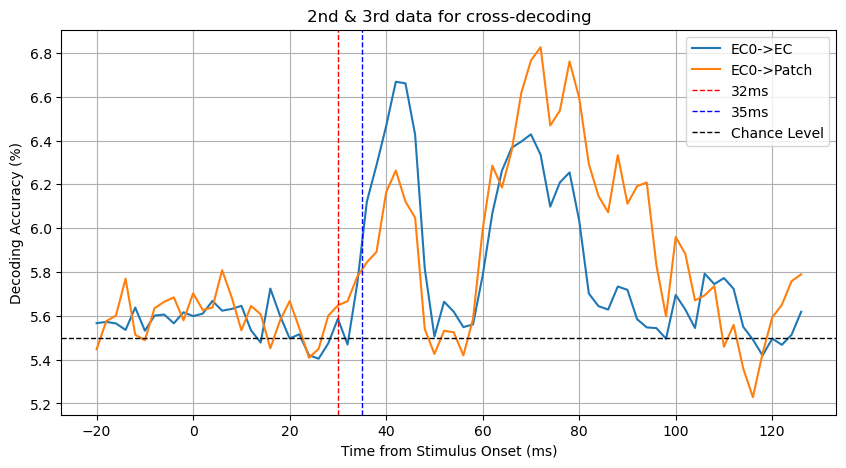 2nd & 3rd data for cross-decoding
6.8
6.6
6.4
6.2
6.0
5.8
5.6
5.4
5.2
Decoding Accuracy (%)
EC0->EC
EC0->Patch
32ms
35ms
Chance Level
−20
0
20
40
60
80
100
120
Time from Stimulus Onset (ms)